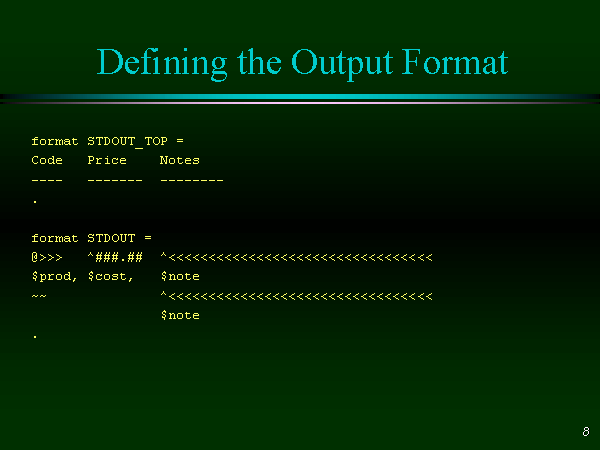 Defining the Output Format
format STDOUT_TOP =
Code   Price    Notes
----   -------  --------
.
format STDOUT =
@>>>   ^###.##  ^<<<<<<<<<<<<<<<<<<<<<<<<<<<<<<<<<
$prod, $cost,   $note
~~              ^<<<<<<<<<<<<<<<<<<<<<<<<<<<<<<<<<
                $note
.
8